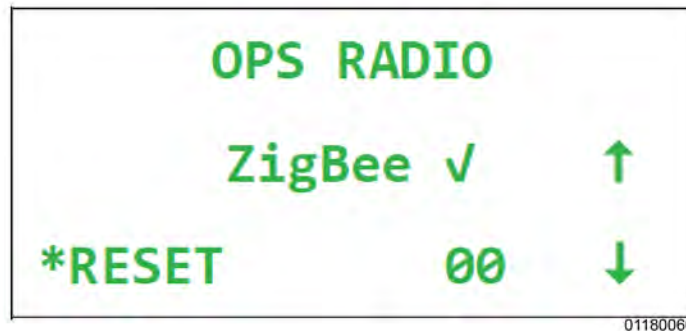 OPS RADIO
ZigBee √ ↑
*RESET 00 ↓
0118006